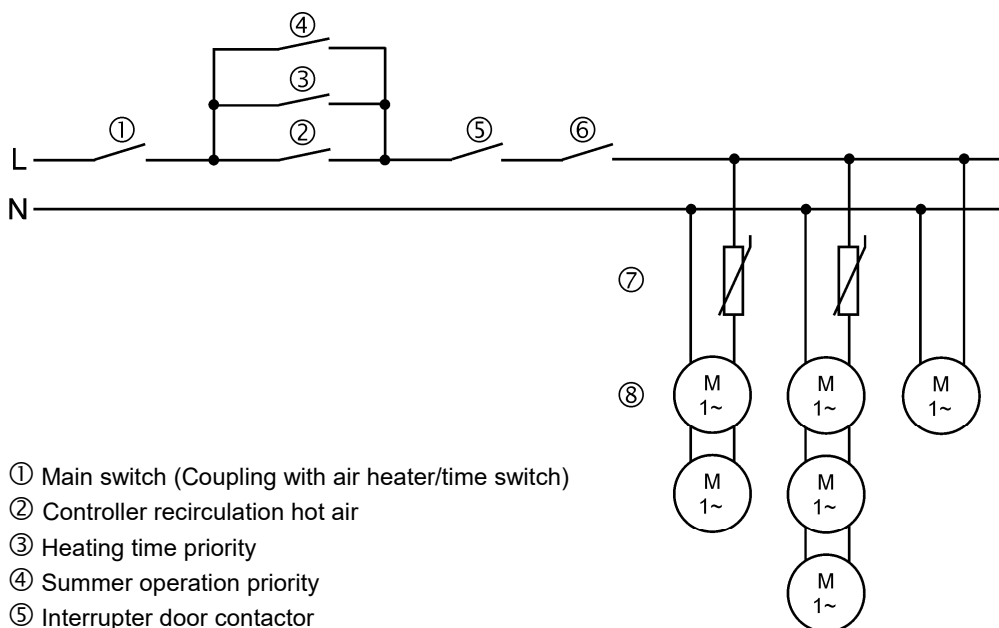 ④
③
① ② ⑤ ⑥
L
N
⑦
⑧ M 1~ M 1~ M 1~
M 1~ M 1~
M 1~
① Main switch (Coupling with air heater/time switch)
② Controller recirculation hot air
③ Heating time priority
④ Summer operation priority
⑤ Interrupter door contactor